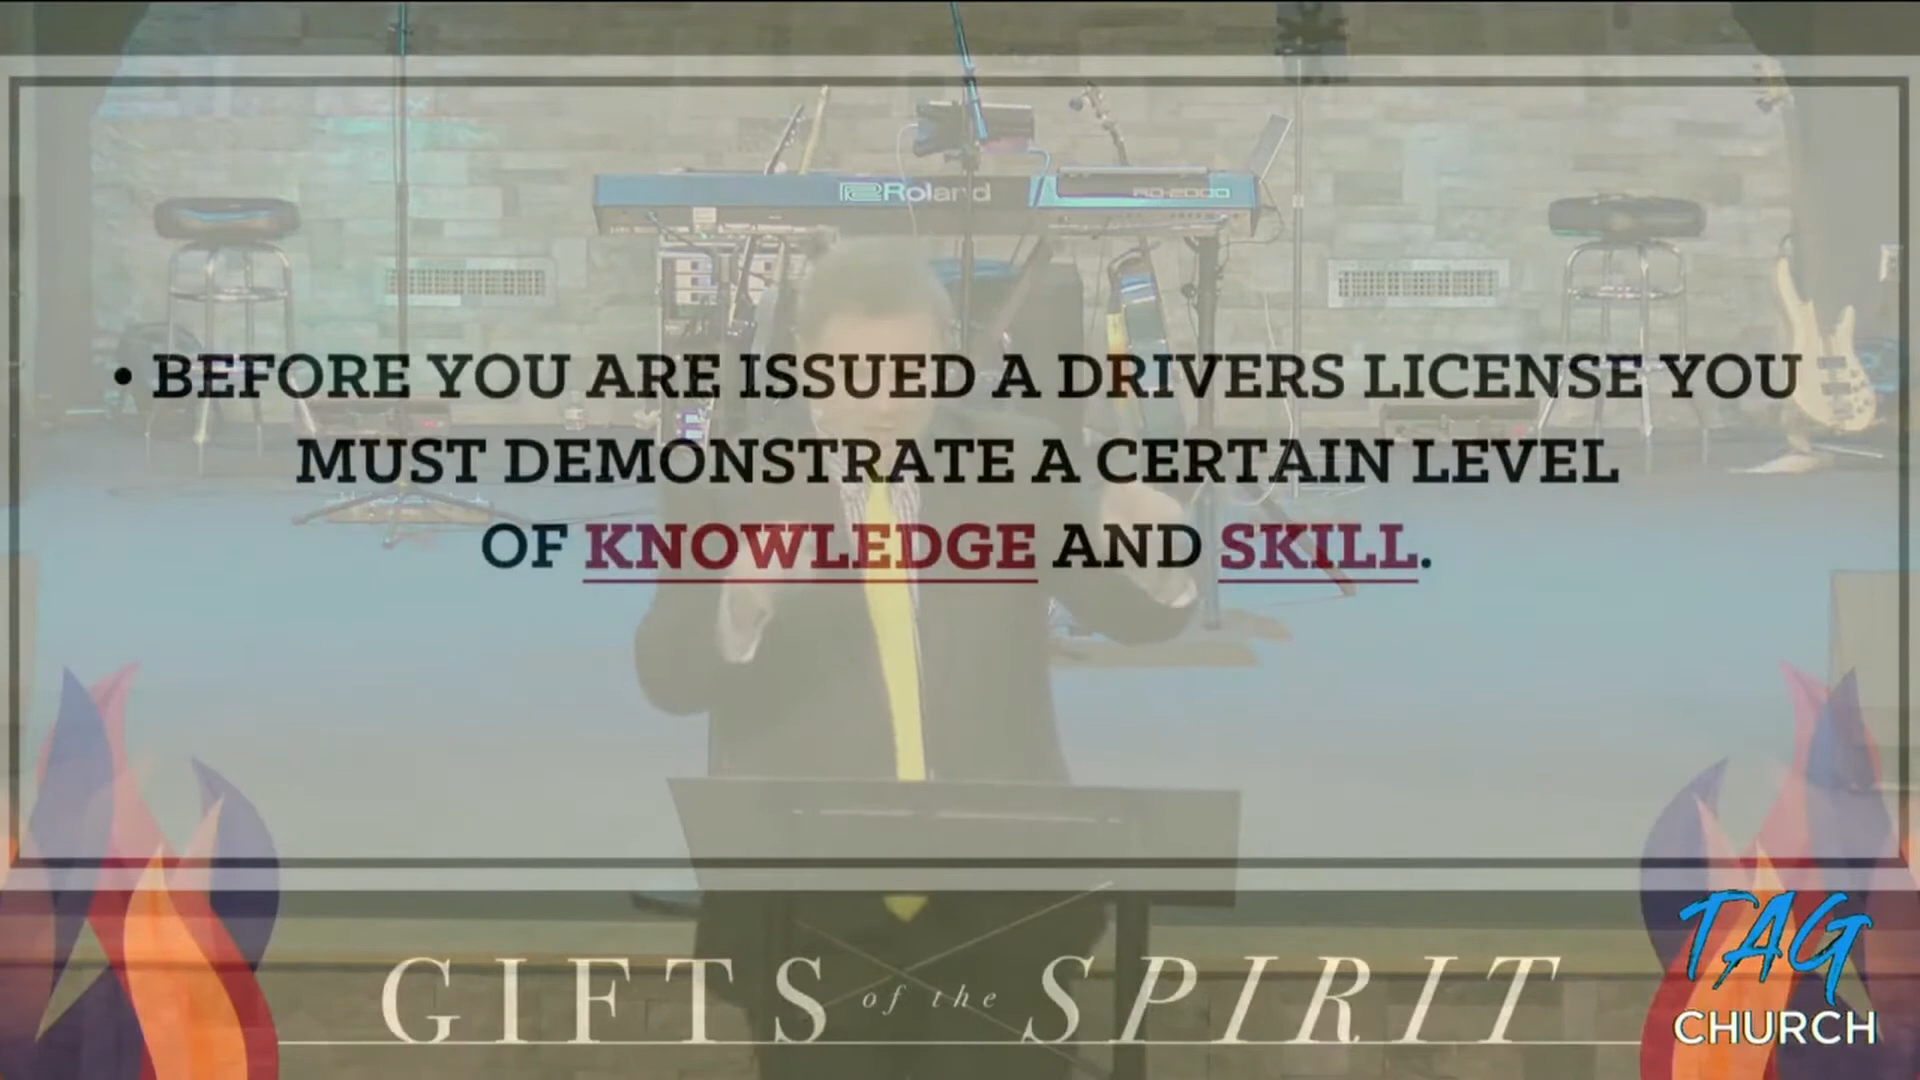 Roland
RD-2000
• BEFORE YOU ARE ISSUED A DRIVERS LICENSE YOU
MUST DEMONSTRATE A CERTAIN LEVEL
OF KNOWLEDGE AND SKILL.
GIFTS of the SPIRIT
TAG
CHURCH